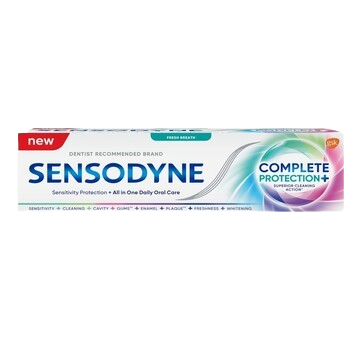 new
FRESH BREATH
DENTIST RECOMMENDED BRAND
SENSODYNE
Sensitivity Protection + All in One Daily Oral Care
SENSITIVITY + CLEANING + CAVITY + GUMS** + ENAMEL + PLAQUE** + FRESHNESS + WHITENING
gsk
COMPLETE
PROTECTION+
SUPERIOR CLEANING
ACTION^